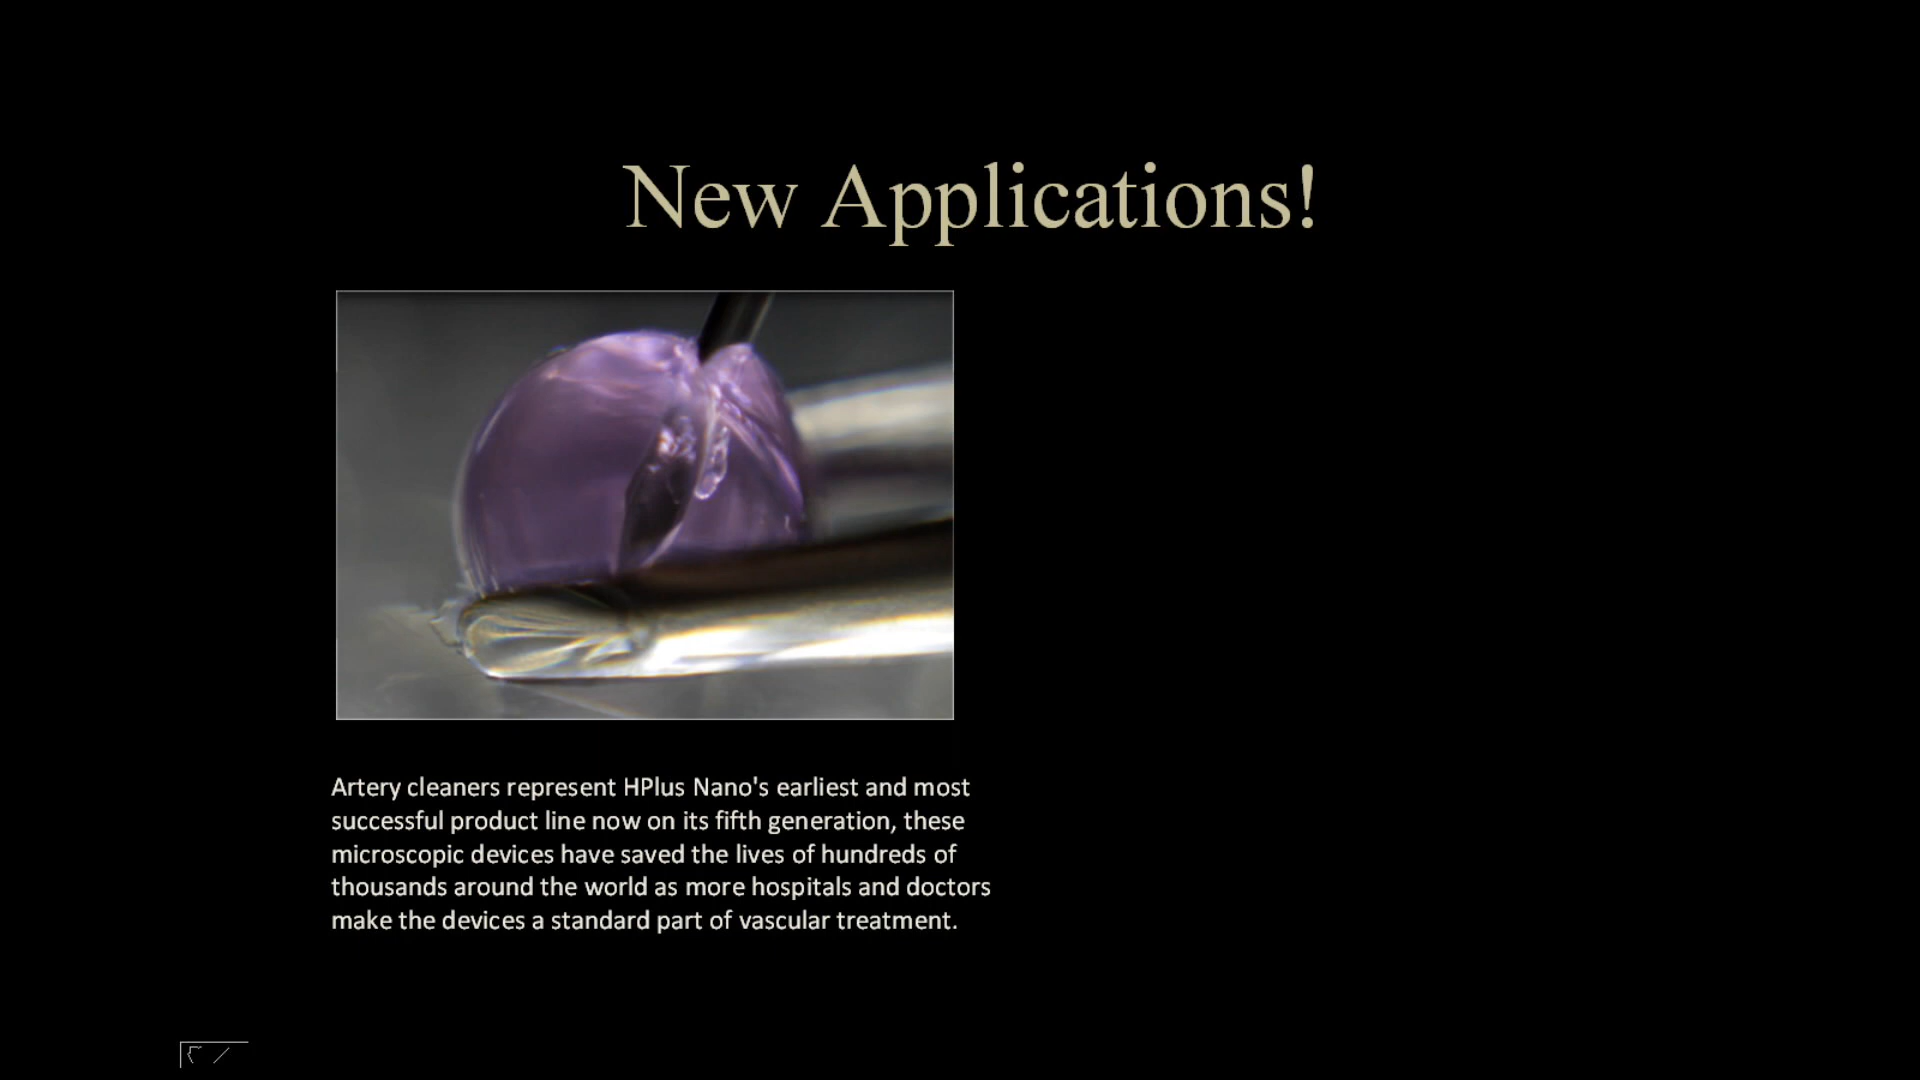 New Applications!
Artery cleaners represent HPlus Nano's earliest and most
successful product line now on its fifth generation, these
microscopic devices have saved the lives of hundreds of
thousands around the world as more hospitals and doctors
make the devices a standard part of vascular treatment.